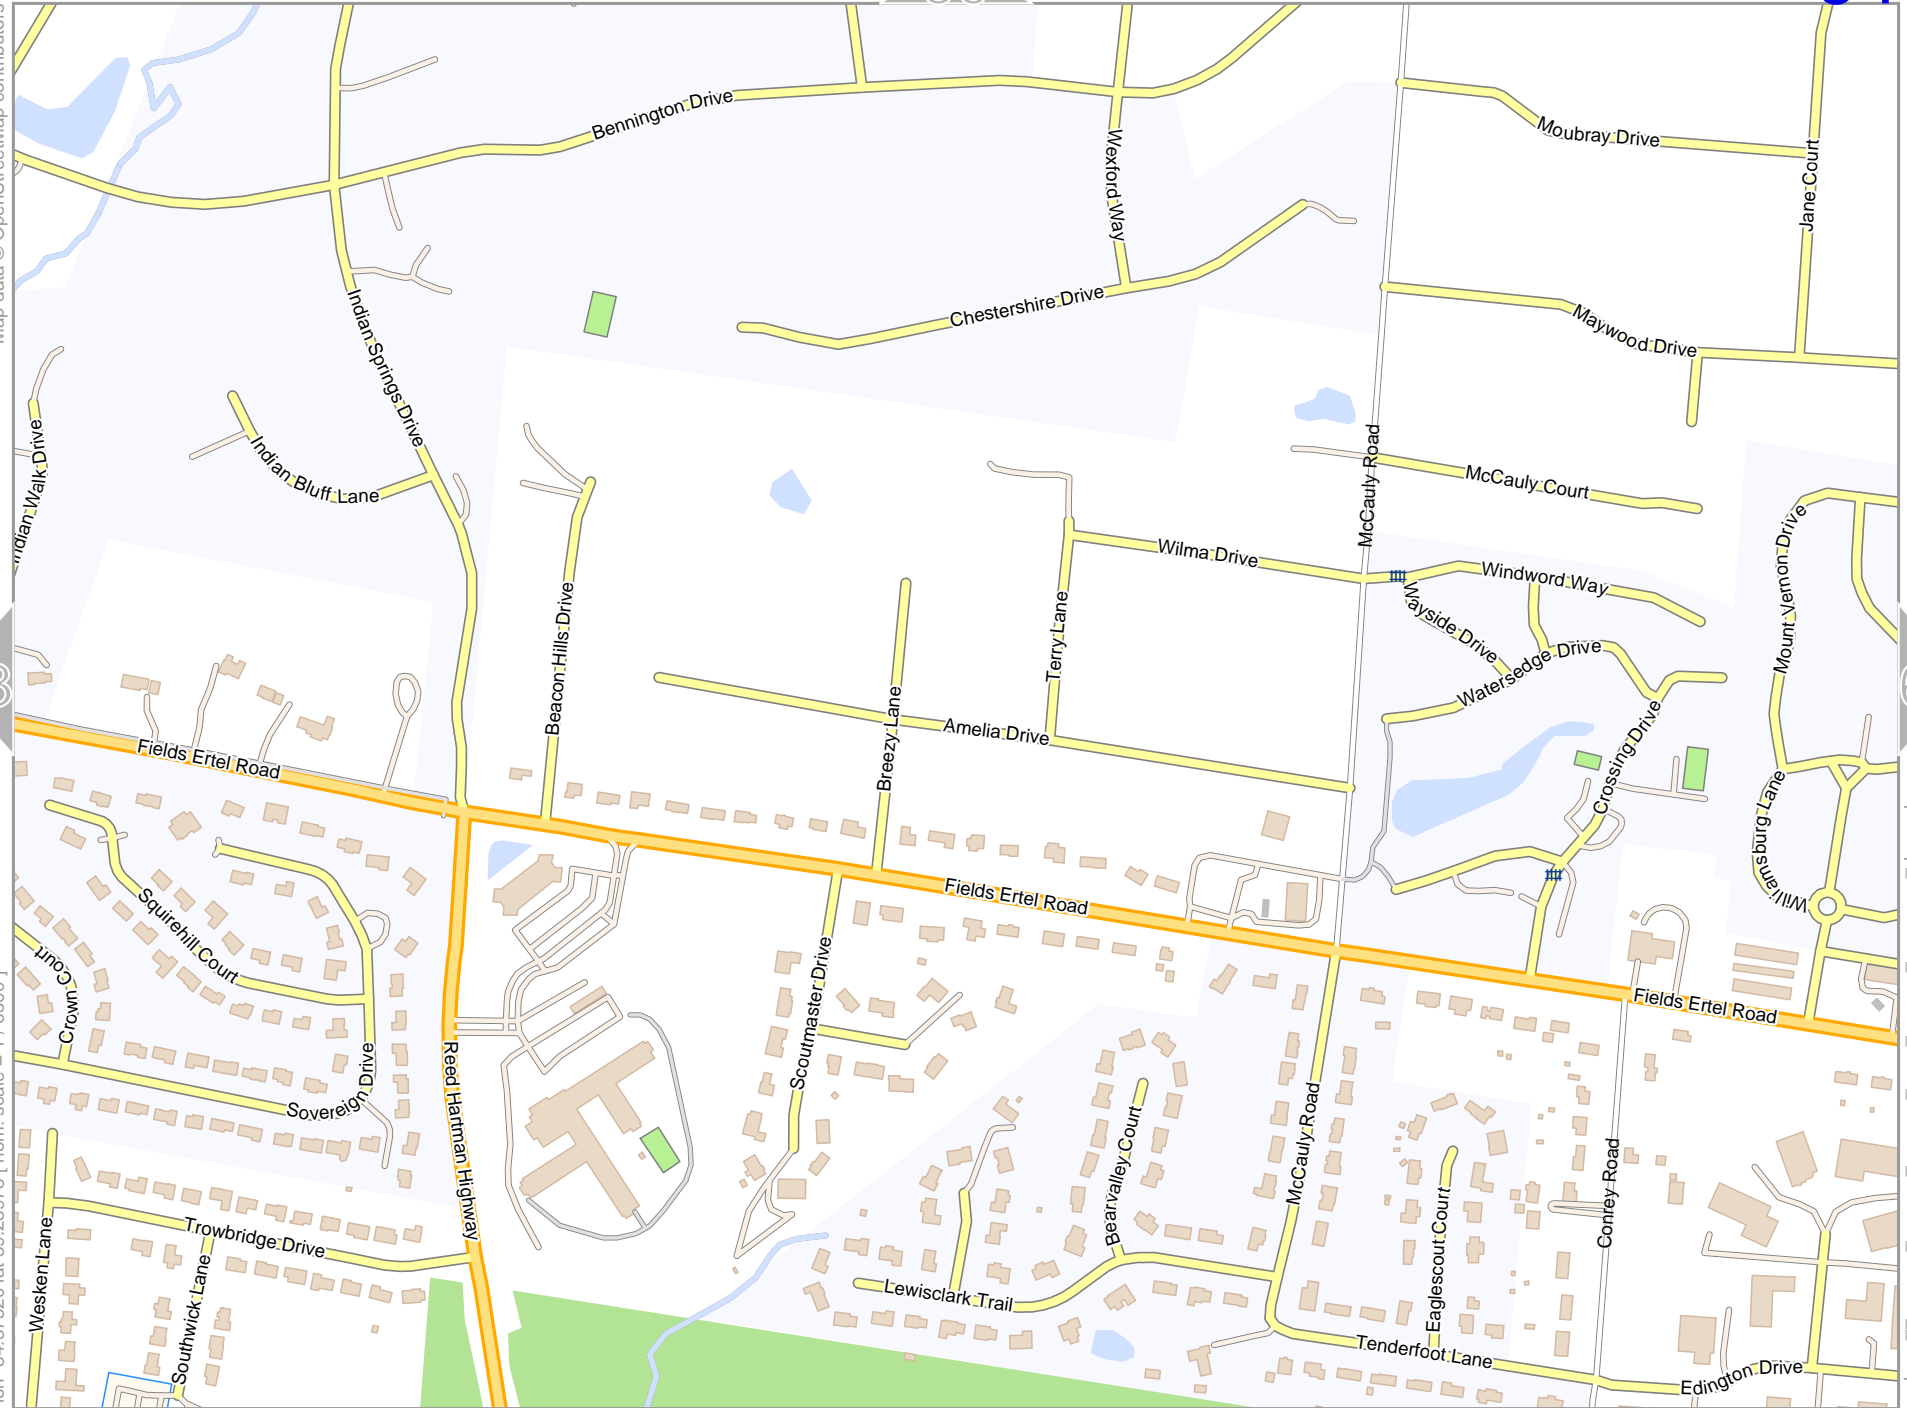 Bennington Drive
Moubray Drive
Wexford Way
Jane Court
Chestershire Drive
Indian Springs Drive
Maywood Drive
Indian Walk Drive
Indian Bluff Lane
McCauly Road
McCauly Court
Wilma Drive
Windword Way
Wayside Drive
Mount Vernon Drive
Beacon Hills Drive
Terry Lane
Watersedge Drive
Breezy Lane
Amelia Drive
Crossing Drive
Fields Ertel Road
Williamsburg Lane
Fields Ertel Road
Squirehill Court
Crown Court
Scoutmaster Drive
Fields Ertel Road
Sovereign Drive
Reed Hartman Highway
McCauly Road
Bearvalley Court
Conrey Road
Eaglescout Court
Wesken Lane
Trowbridge Drive
Southwick Lane
Lewisclark Trail
Tenderfoot Lane
Edington Drive